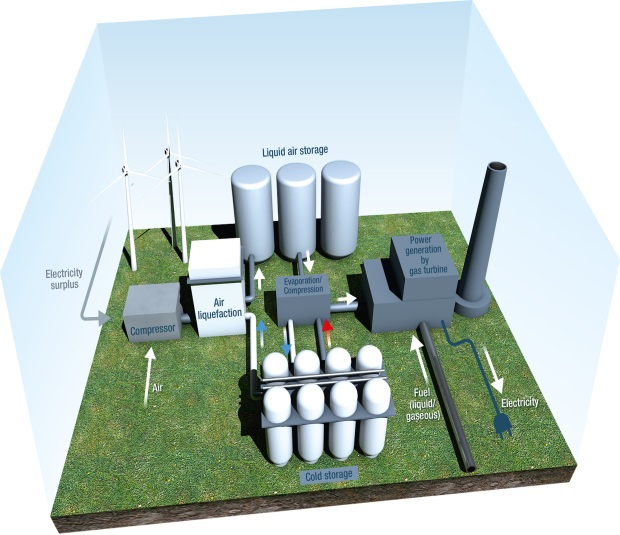 Liquid air storage
Electricity
surplus
Compressor
Air
liquefaction
Evaporation/
Compression
Power
generation
by
gas turbine
Air
Fuel
(liquid/
gaseous)
Electricity
Cold storage